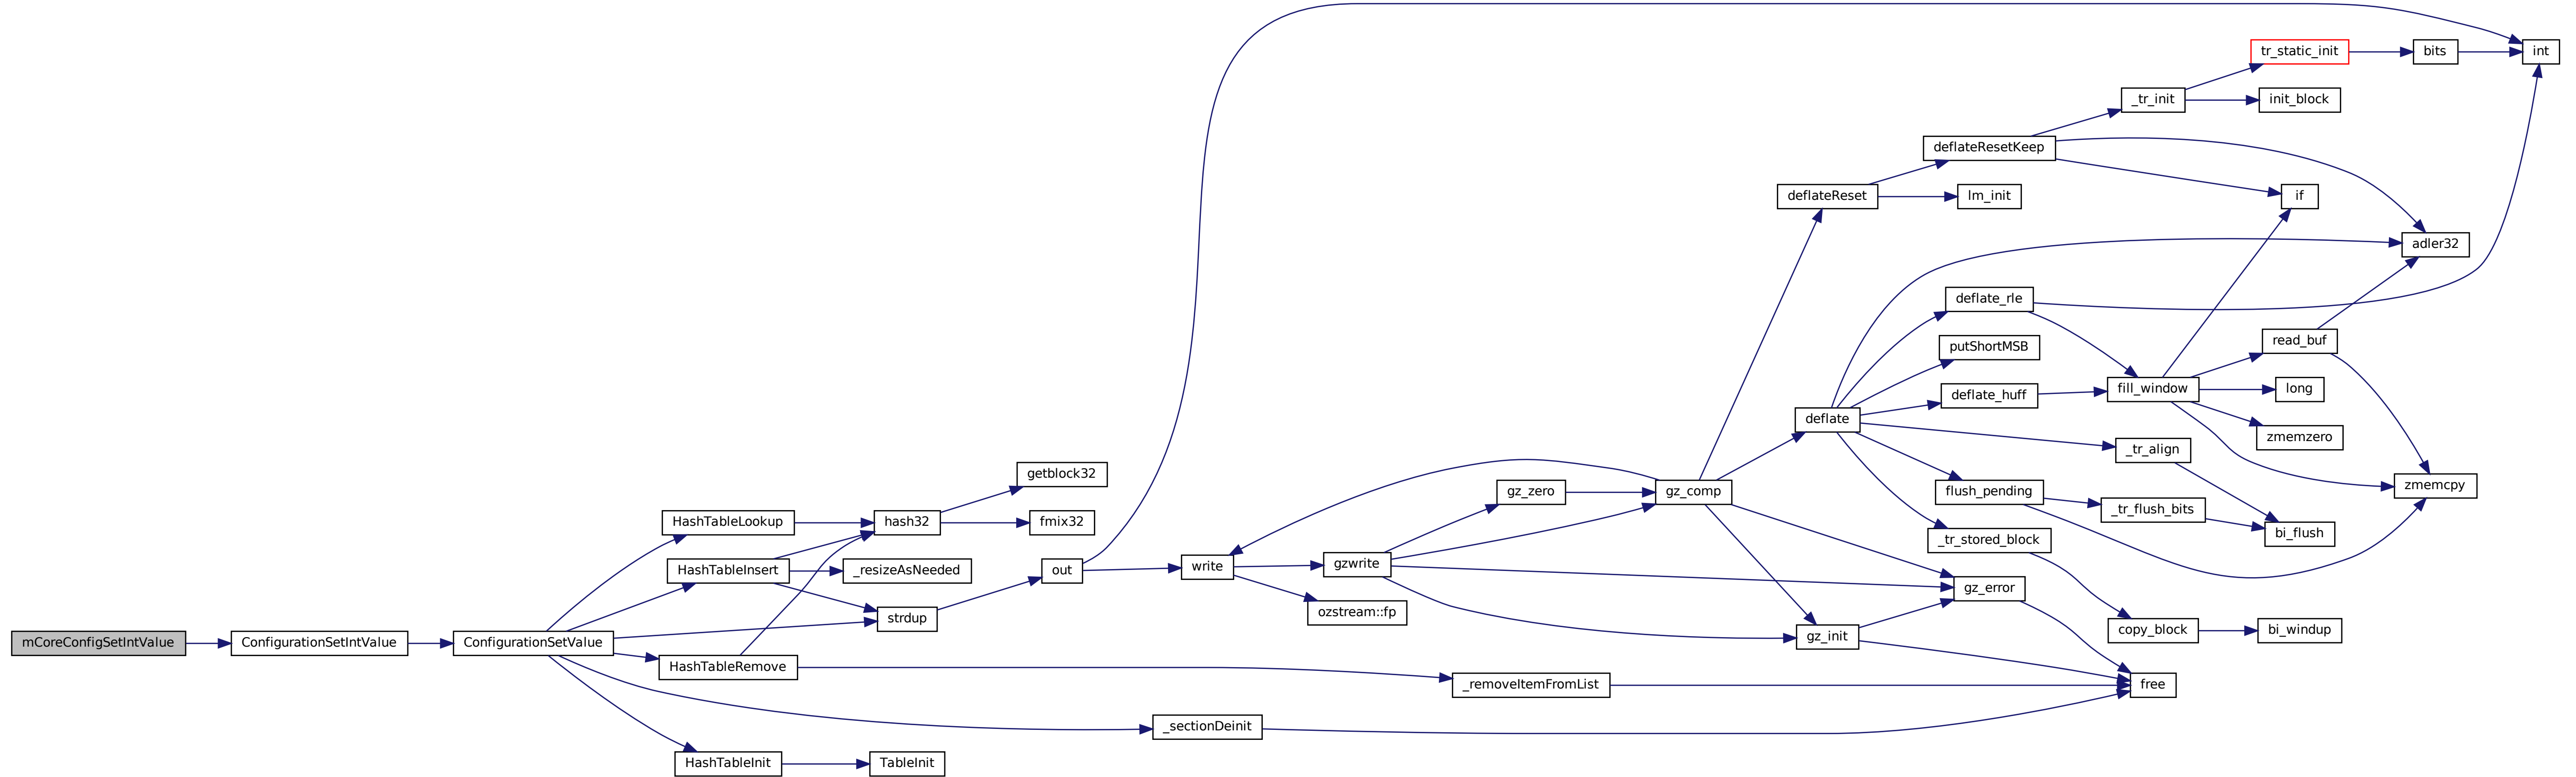 mCoreConfigSetIntValue
ConfigurationSetIntValue
ConfigurationSetValue
HashTableLookup
HashTableInsert
HashTableRemove
HashTableInit
hash32
_resizeAsNeeded
strdup
TableInit
getblock32
fmix32
out
_sectionDeinit
write
gzwrite
ozstream::fp
_removeItemFromList
gz_zero
gz_comp
gz_init
deflateReset
deflate
gz_error
deflateResetKeep
lm_init
deflate_rle
putShortMSB
deflate_huff
flush_pending
_tr_stored_block
_tr_init
fill_window
_tr_align
_tr_flush_bits
copy_block
free
tr_static_init
init_block
if
read_buf
long
zmemzero
bi_flush
bi_windup
bits
adler32
zmemcpy
int